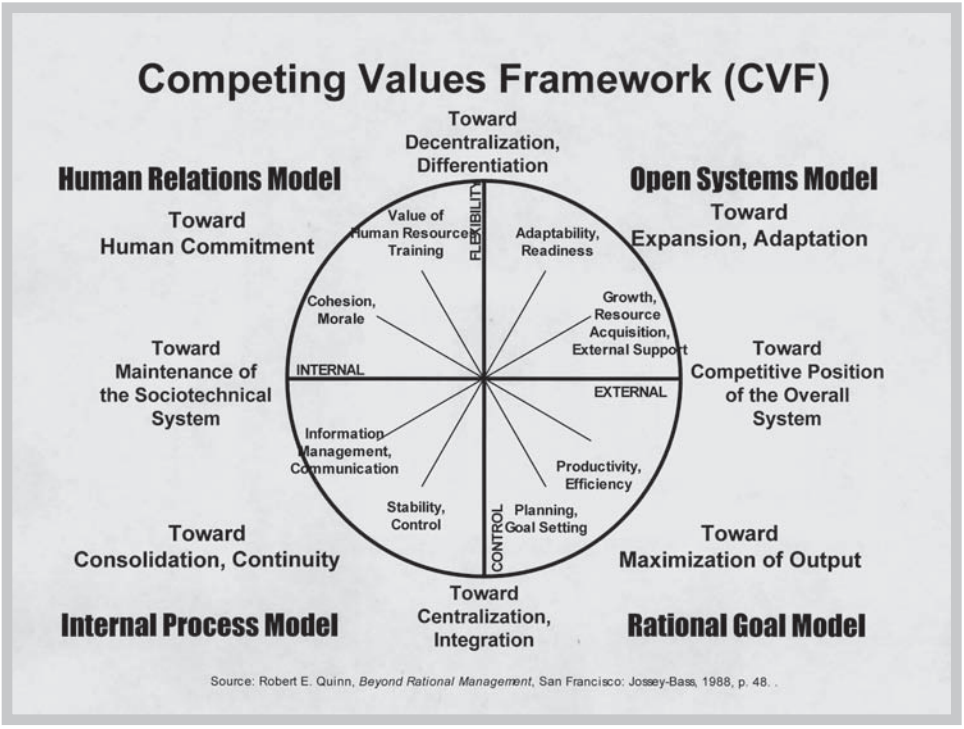 Competing Values Framework (CVF)
Toward
Decentralization,
Differentiation
Human Relations Model
Toward
Human Commitment
Open Systems Model
Toward
Expansion, Adaptation
FLEXIBILITY
Value of
Human Resources
Training
Adaptability,
Readiness
Cohesion,
Morale
Growth,
Resource
Acquisition,
External Support
Toward
Maintenance of
the Sociotechnical
System
INTERNAL
EXTERNAL
Toward
Competitive Position
of the Overall
System
Information
Management,
Communication
Productivity,
Efficiency
Stability,
Control
CONTROL
Planning,
Goal Setting
Toward
Consolidation, Continuity
Internal Process Model
Toward
Maximization of Output
Rational Goal Model
Toward
Centralization,
Integration
Source: Robert E. Quinn, Beyond Rational Management, San Francisco: Jossey-Bass, 1988, p. 48. .